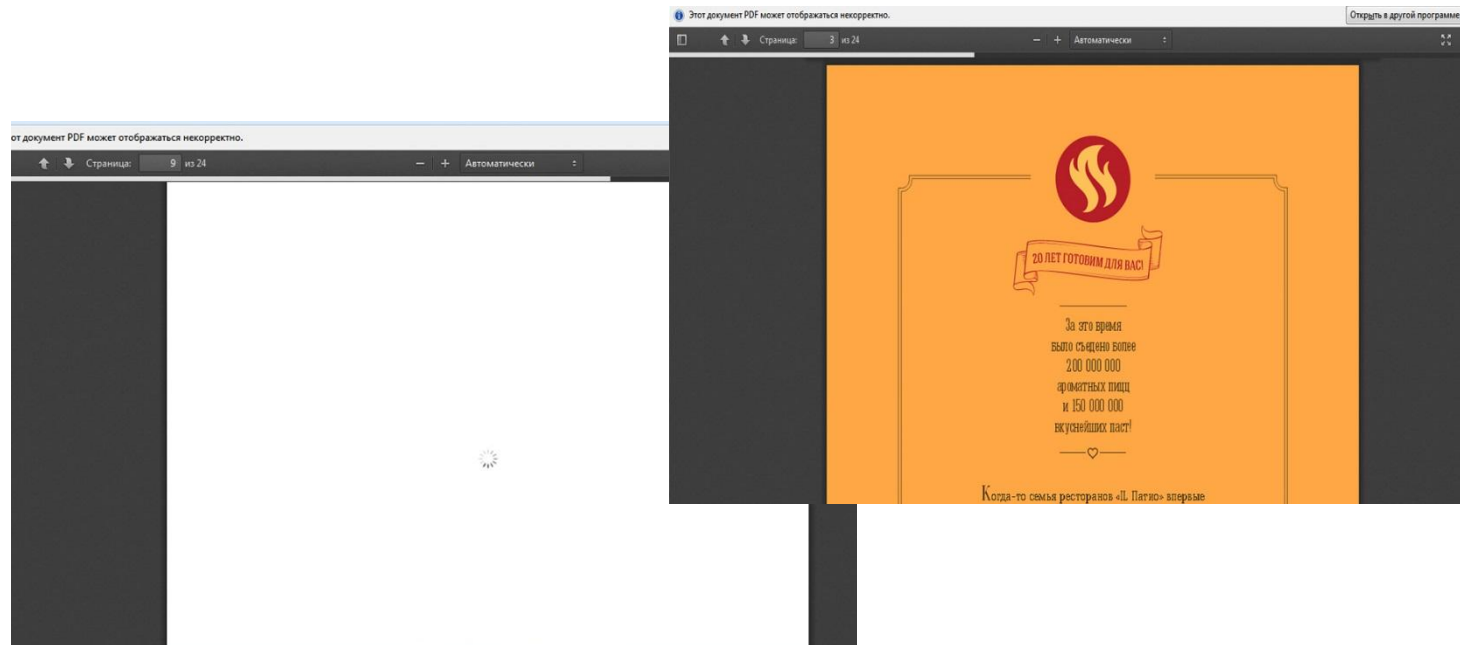 Этот документ PDF может отображаться некорректно.
Открыть в другой программе
Страница: 3 из 24
Автоматически
20 ЛЕТ ГОТОВИМ ДЛЯ ВАС!
За это время
было съедено более
200 000 000
ароматных пицц
и 150 000 000
вкуснейших паст!
Когда-то семья ресторанов «IL Патио» впервые
от документ PDF может отображаться некорректно.
Страница: 9 из 24
Автоматически